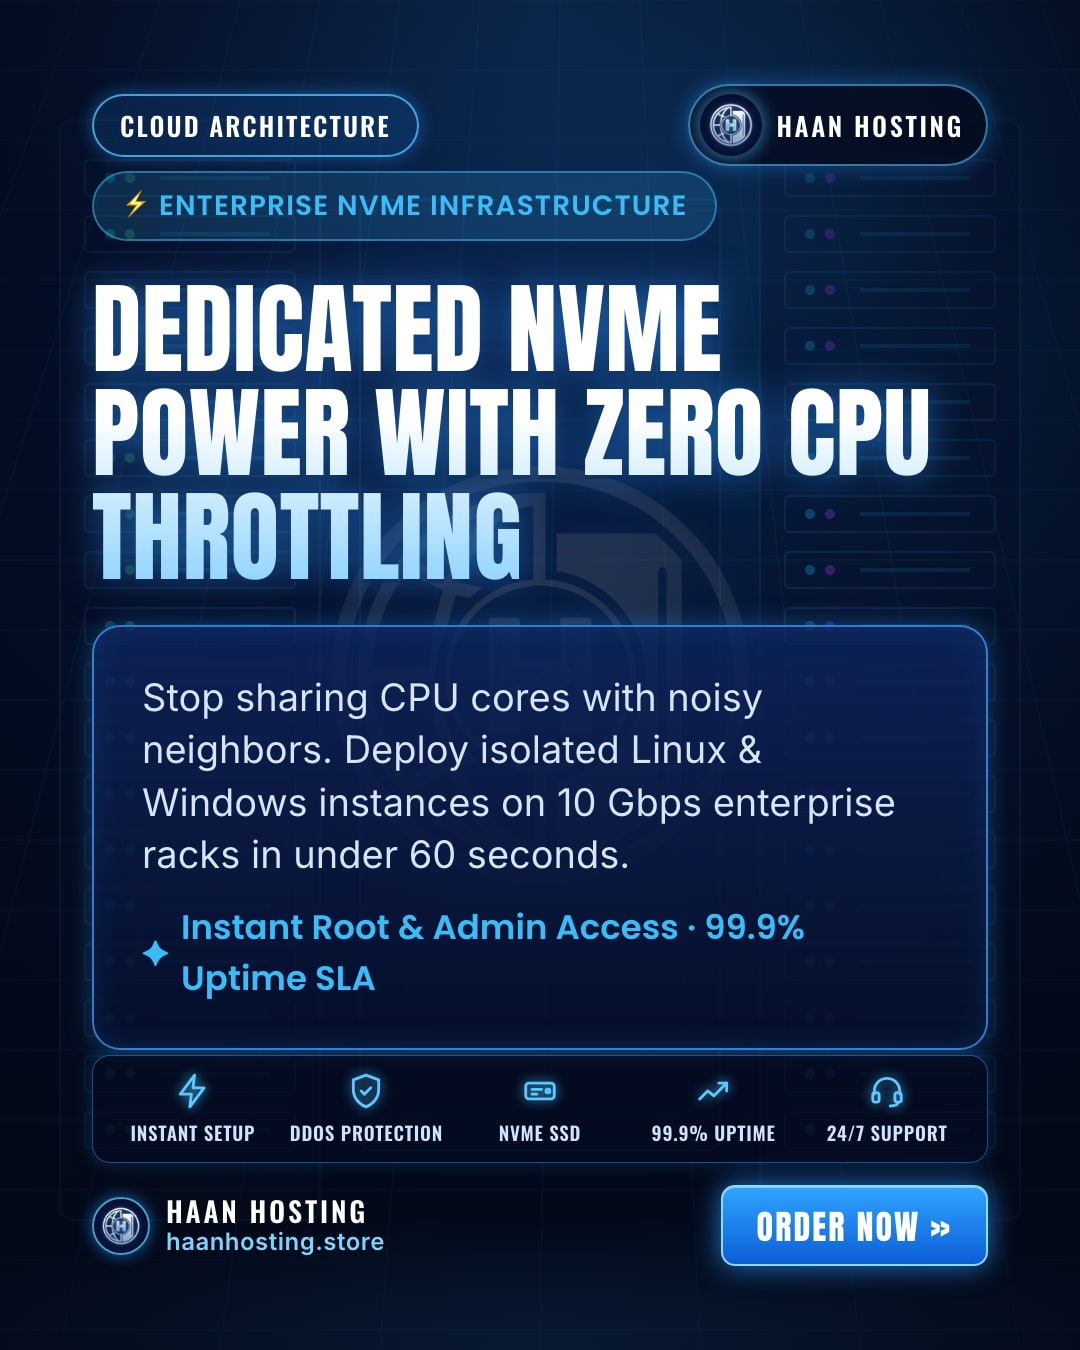 CLOUD ARCHITECTURE
HAAN HOSTING
⚡ ENTERPRISE NVME INFRASTRUCTURE
DEDICATED NVME
POWER WITH ZERO CPU
THROTTLING
Stop sharing CPU cores with noisy
neighbors. Deploy isolated Linux &
Windows instances on 10 Gbps enterprise
racks in under 60 seconds.
Instant Root & Admin Access · 99.9%
Uptime SLA
INSTANT SETUP
DDOS PROTECTION
NVME SSD
99.9% UPTIME
24/7 SUPPORT
HAAN HOSTING
haanhosting.store
ORDER NOW »